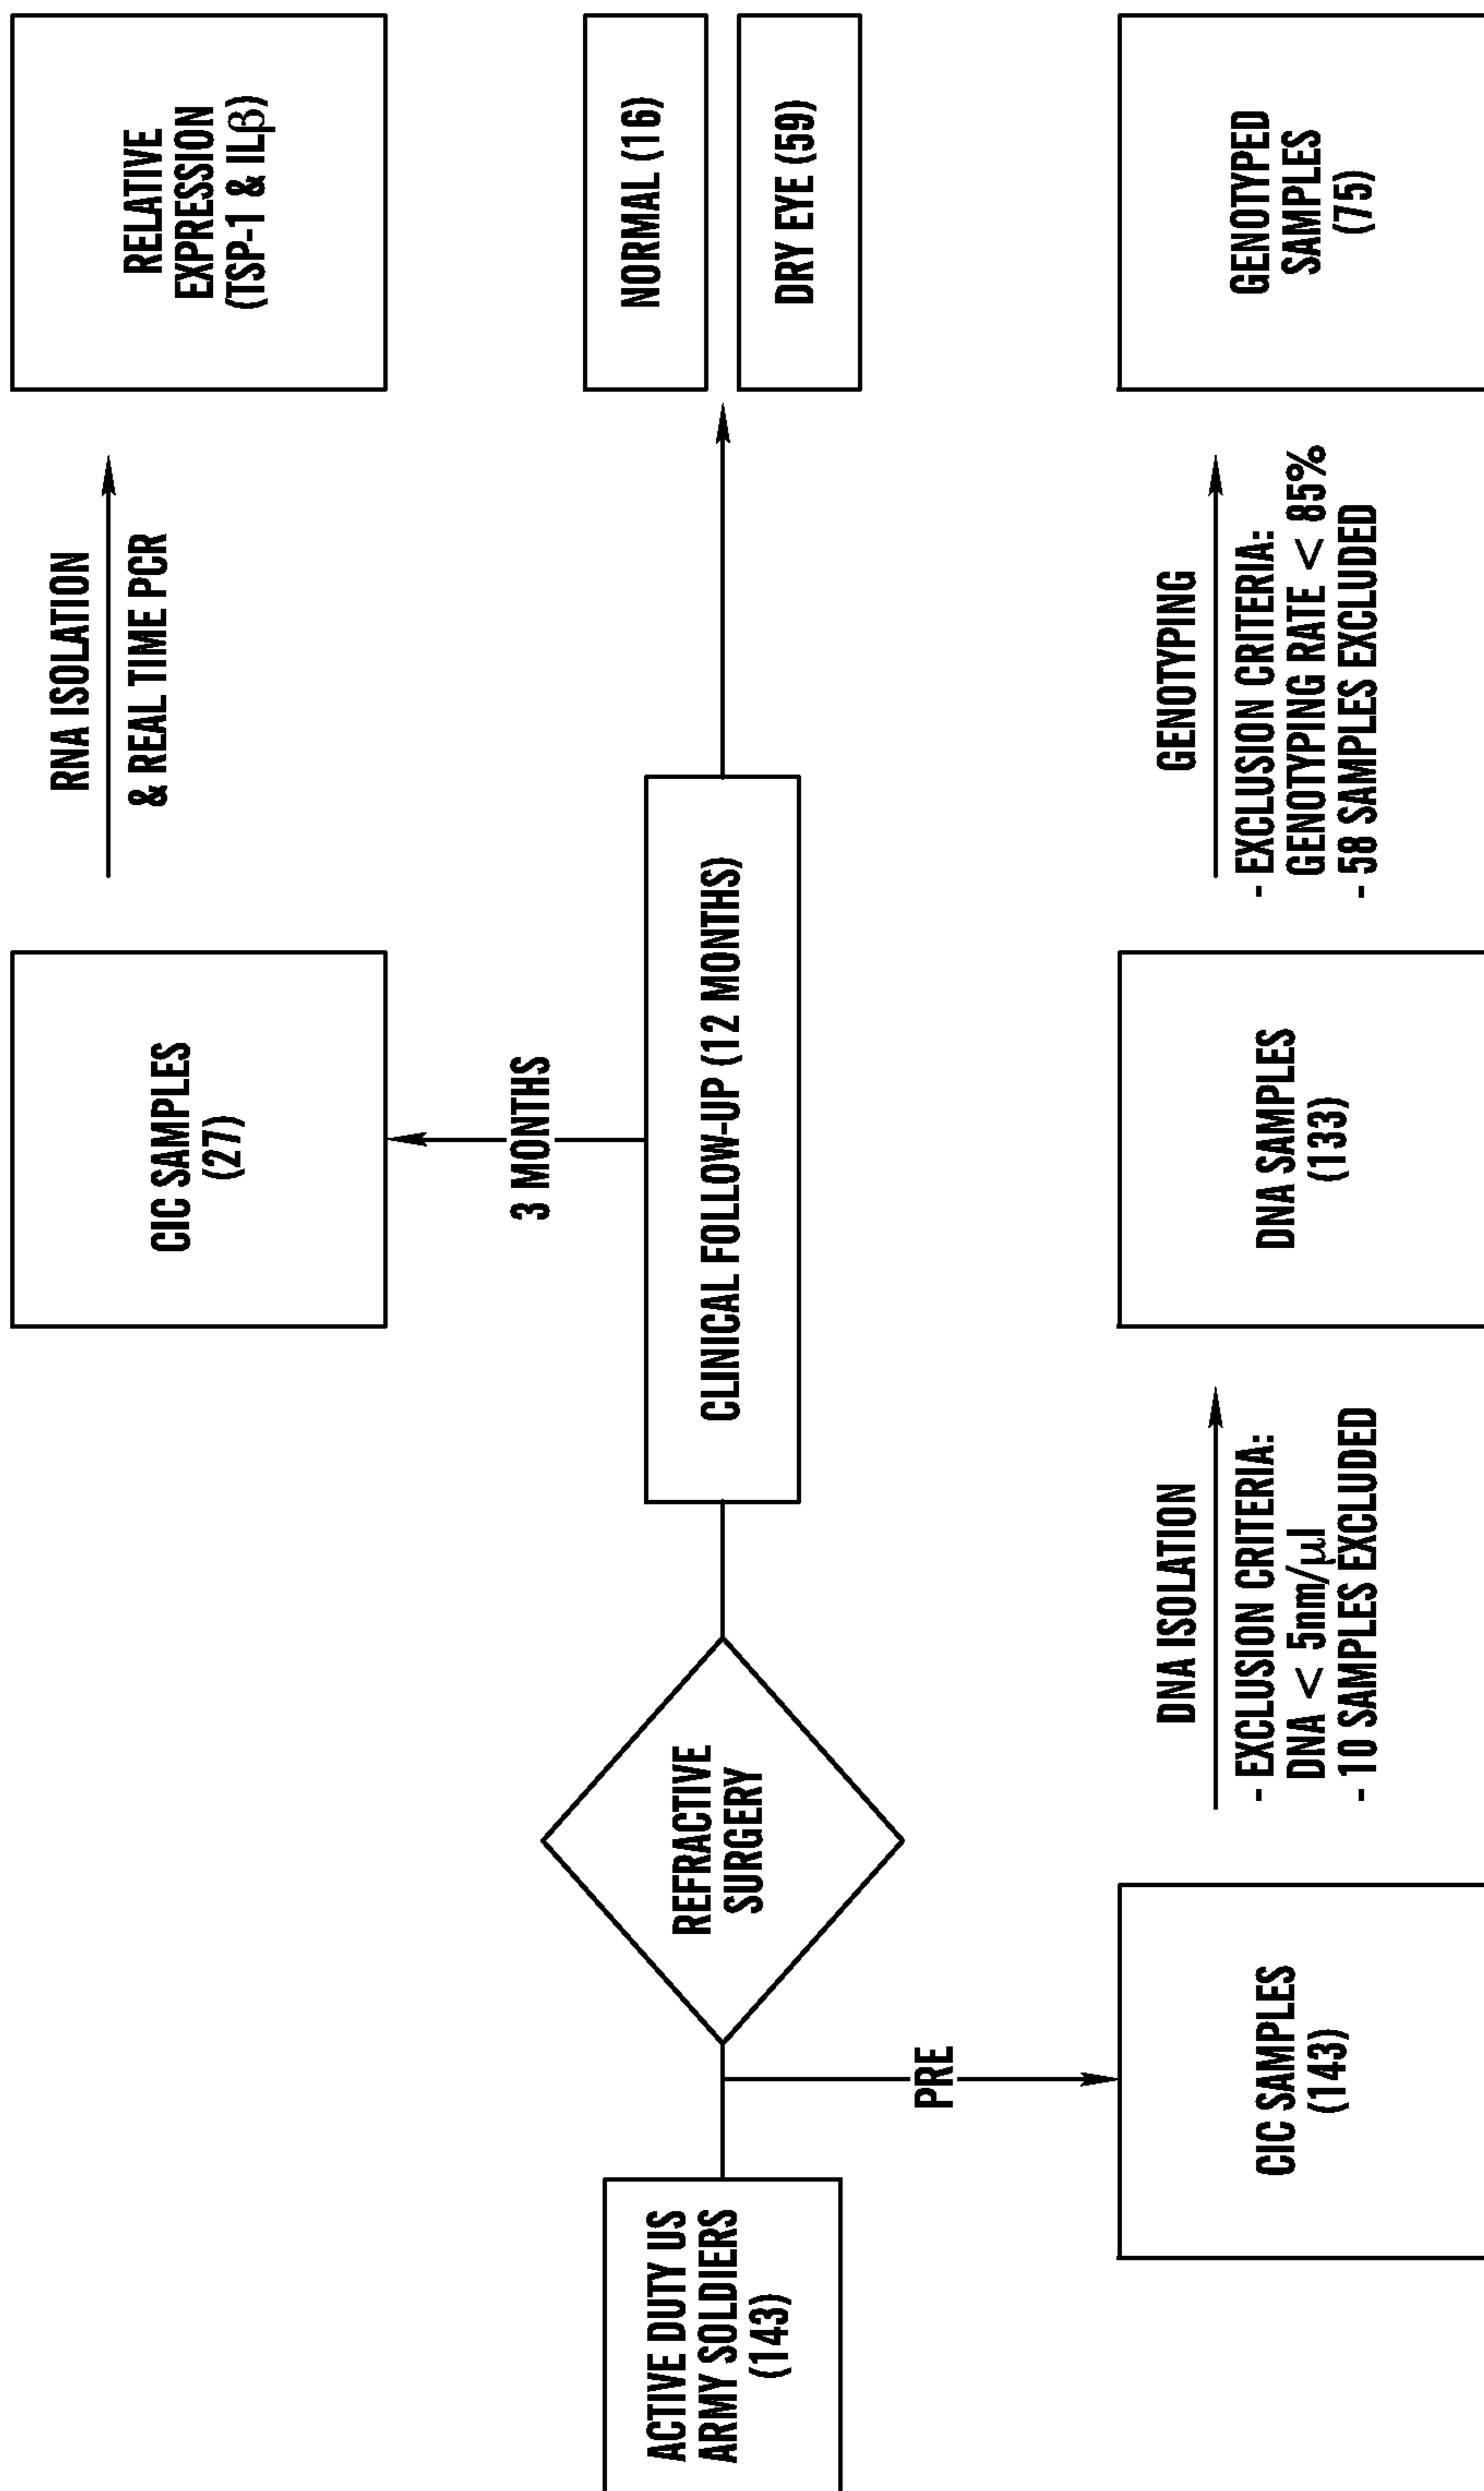 ACTIVE DUTY US
ARMY SOLDIERS
(143)
PRE
REFRACTIVE
SURGERY
CLINICAL FOLLOW-UP (12 MONTHS)
3 MONTHS
NORMAL (16)
DRY EYE (59)
CIC SAMPLES
(27)
RNA ISOLATION
& REAL TIME PCR
RELATIVE
EXPRESSION
(TSP-1 & ILβ)
CIC SAMPLES
(143)
DNA ISOLATION
- EXCLUSION CRITERIA:
DNA < 5nm/µl
- 10 SAMPLES EXCLUDED
DNA SAMPLES
(133)
GENOTYPING
- EXCLUSION CRITERIA:
GENOTYPING RATE < 85%
- 58 SAMPLES EXCLUDED
GENOTYPED
SAMPLES
(75)